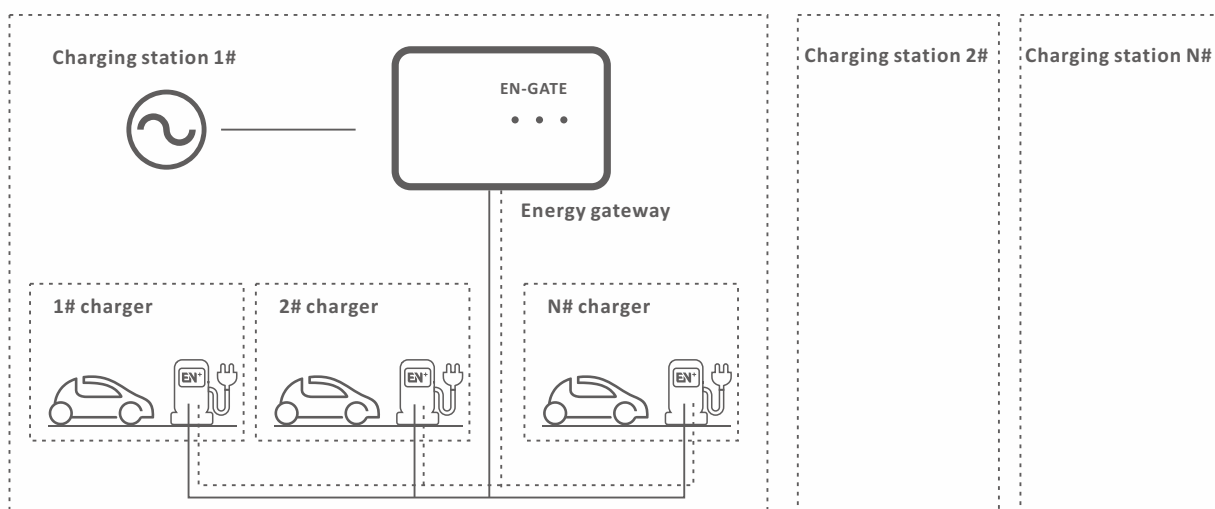 Charging station 1#
EN-GATE
Energy gateway
1# charger
2# charger
N# charger
EN+
EN+
EN+
Charging station 2#
Charging station N#